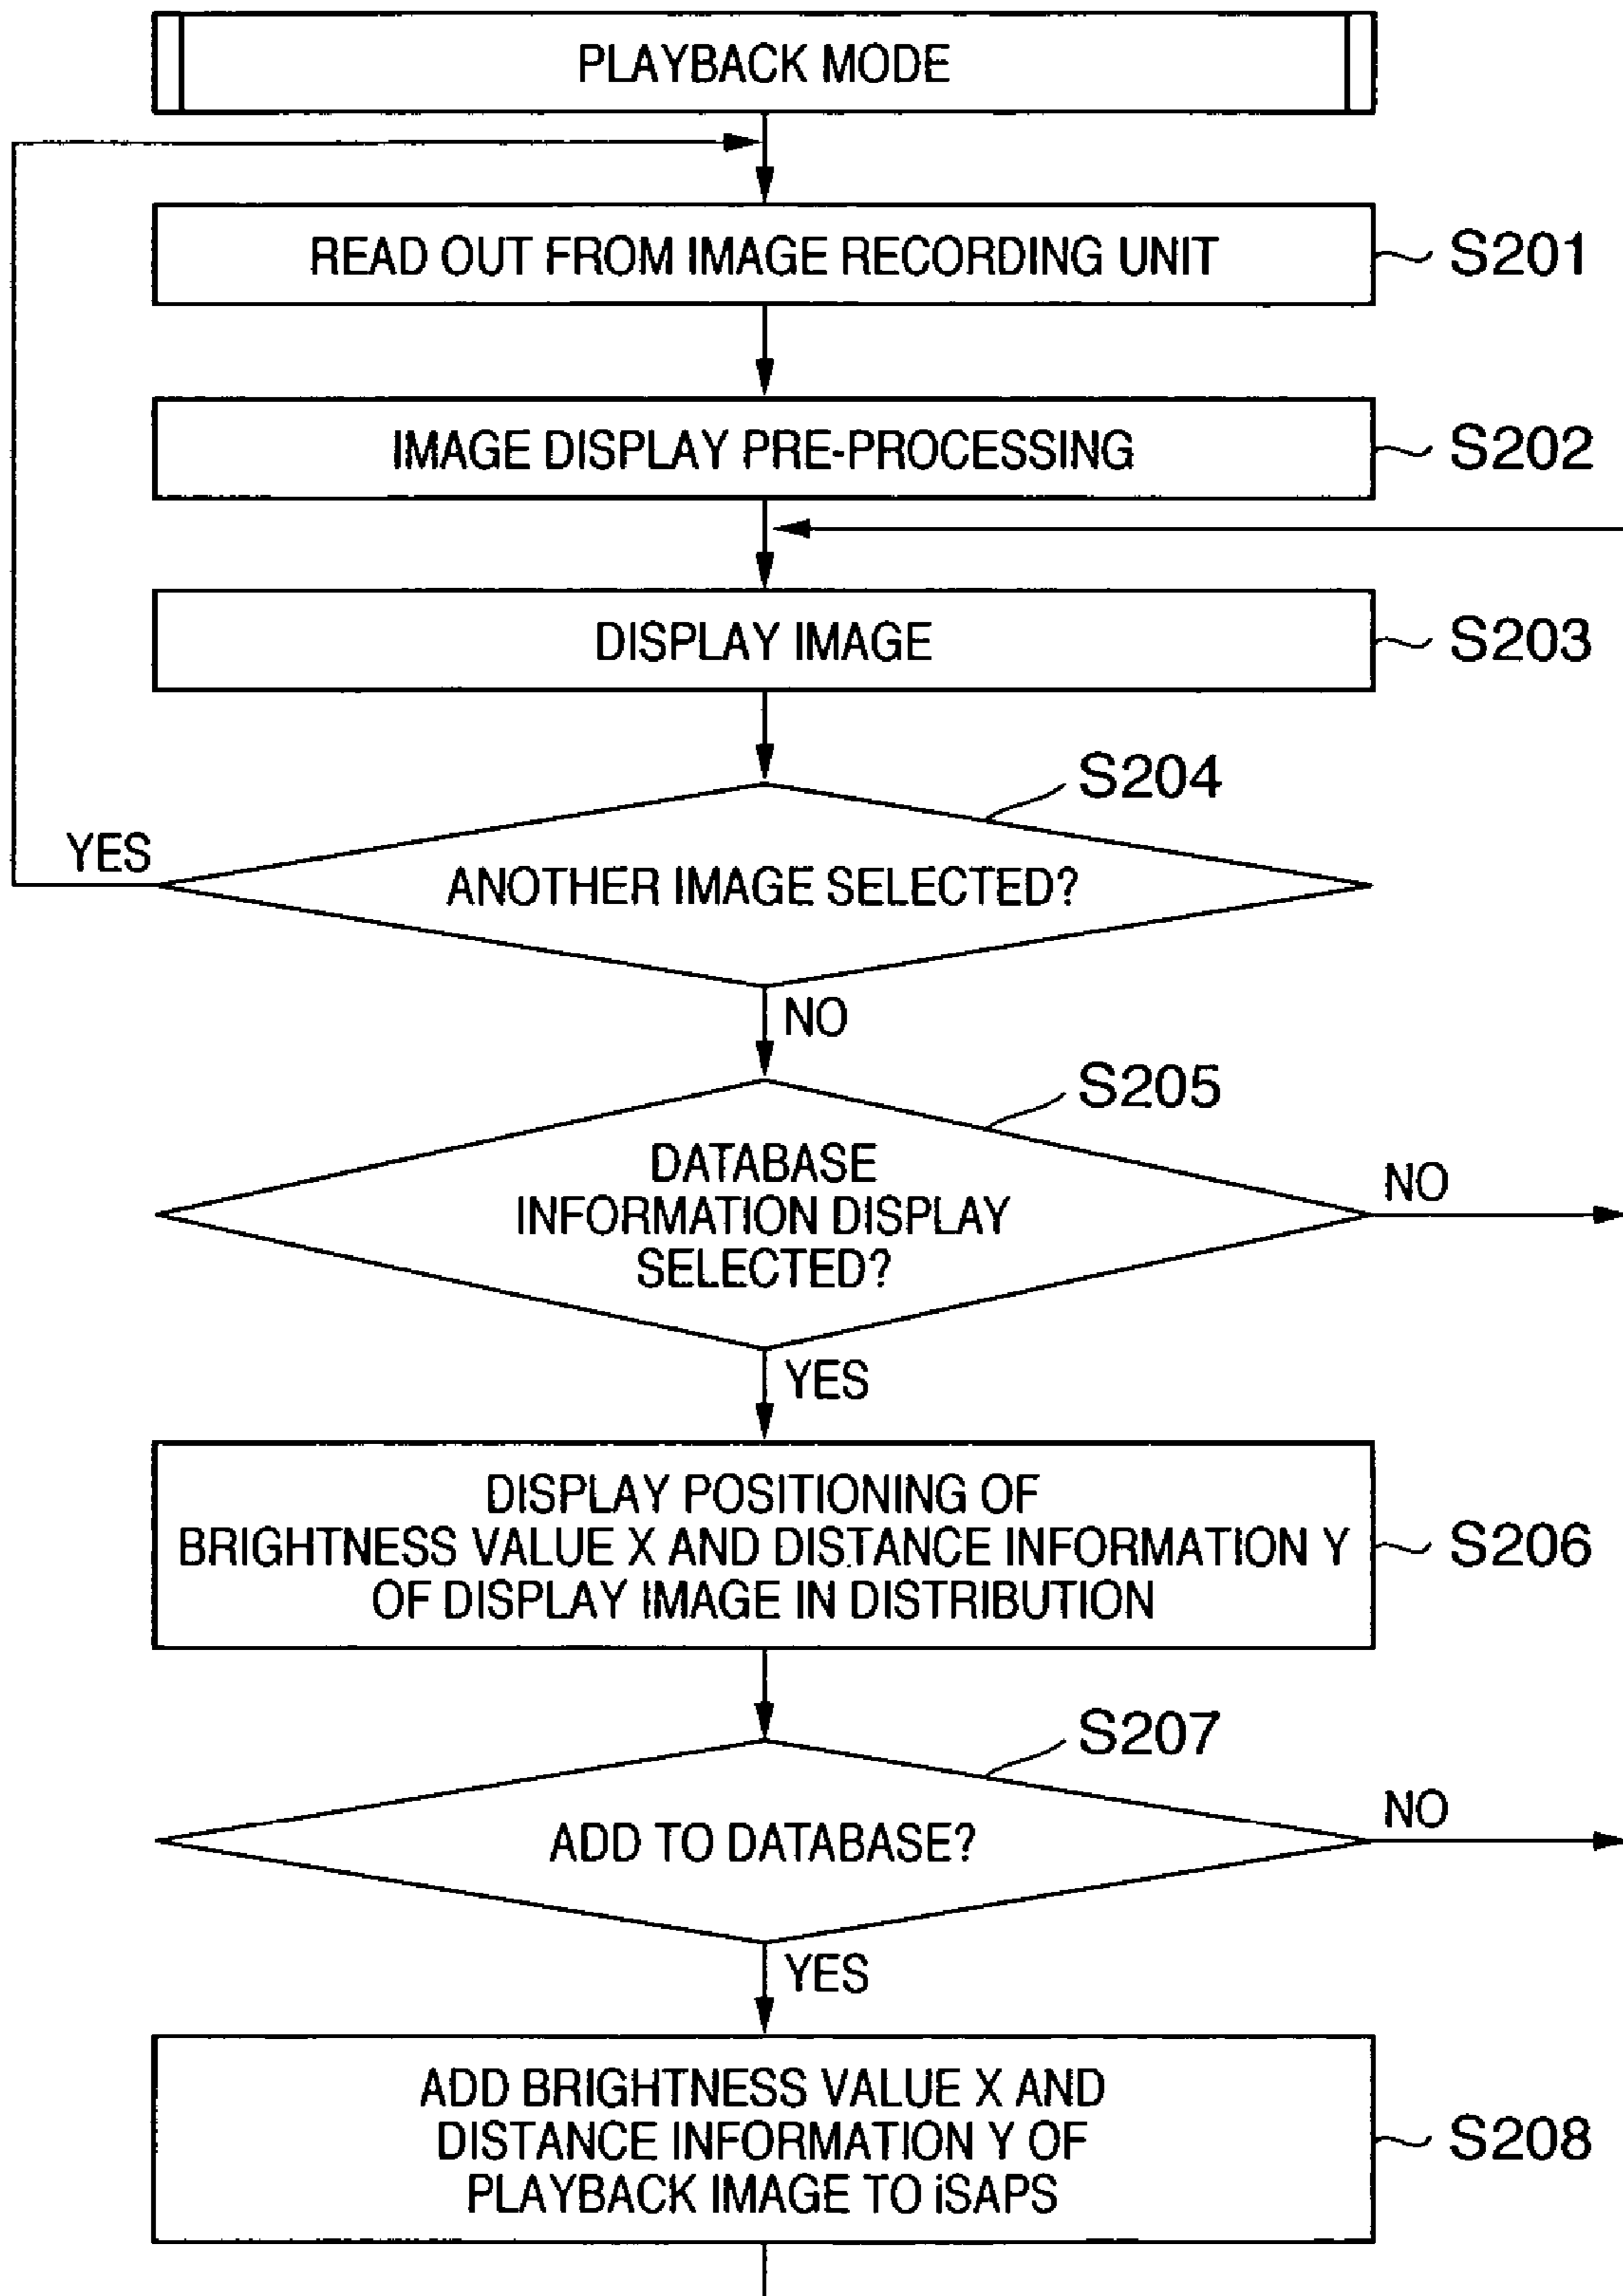 PLAYBACK MODE
READ OUT FROM IMAGE RECORDING UNIT
S201
IMAGE DISPLAY PRE-PROCESSING
S202
DISPLAY IMAGE
S203
S204
YES
ANOTHER IMAGE SELECTED?
NO
S205
DATABASE
INFORMATION DISPLAY
SELECTED?
NO
YES
DISPLAY POSITIONING OF
BRIGHTNESS VALUE X AND DISTANCE INFORMATION Y
OF DISPLAY IMAGE IN DISTRIBUTION
S206
S207
ADD TO DATABASE?
NO
YES
ADD BRIGHTNESS VALUE X AND
DISTANCE INFORMATION Y OF
PLAYBACK IMAGE TO iSAPS
S208